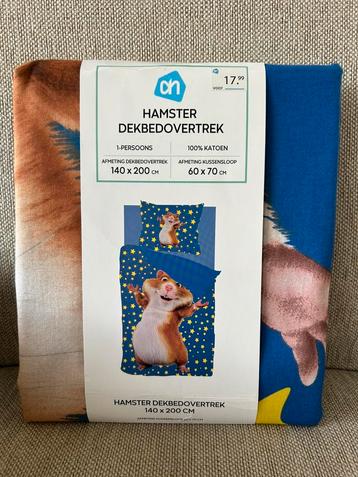 ah
VOOR 17.99
HAMSTER
DEKBEDOVERTREK
1-PERSOONS
100% KATOEN
AFMETING DEKBEDOVERTREK
140 x 200 CM
AFMETING KUSSENSLOOP
60 x 70 CM
HAMSTER DEKBEDOVERTREK
140 x 200 CM